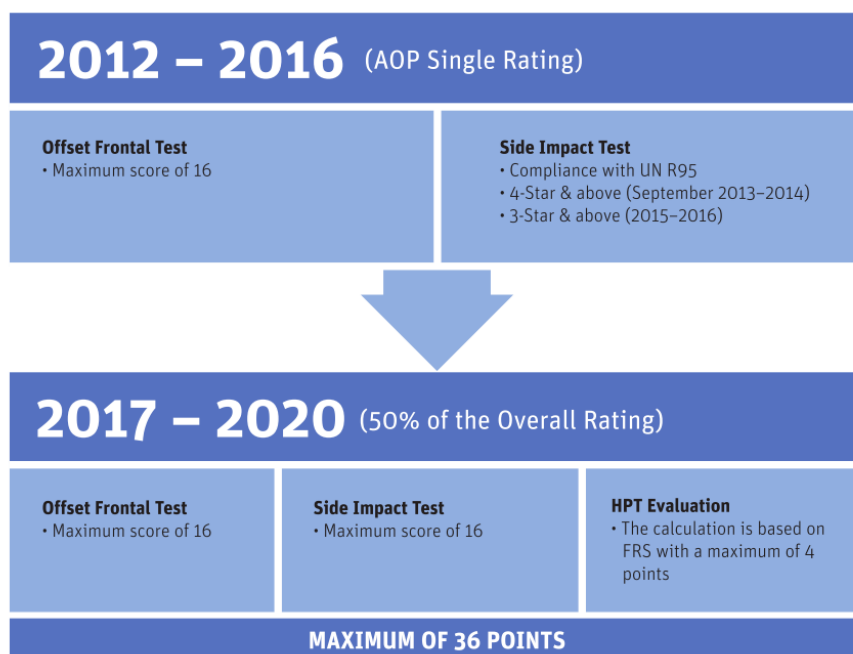 2012 – 2016 (AOP Single Rating)
Offset Frontal Test
• Maximum score of 16
Side Impact Test
• Compliance with UN R95
• 4-Star & above (September 2013–2014)
• 3-Star & above (2015–2016)
2017 – 2020 (50% of the Overall Rating)
Offset Frontal Test
• Maximum score of 16
Side Impact Test
• Maximum score of 16
HPT Evaluation
• The calculation is based on
FRS with a maximum of 4
points
MAXIMUM OF 36 POINTS